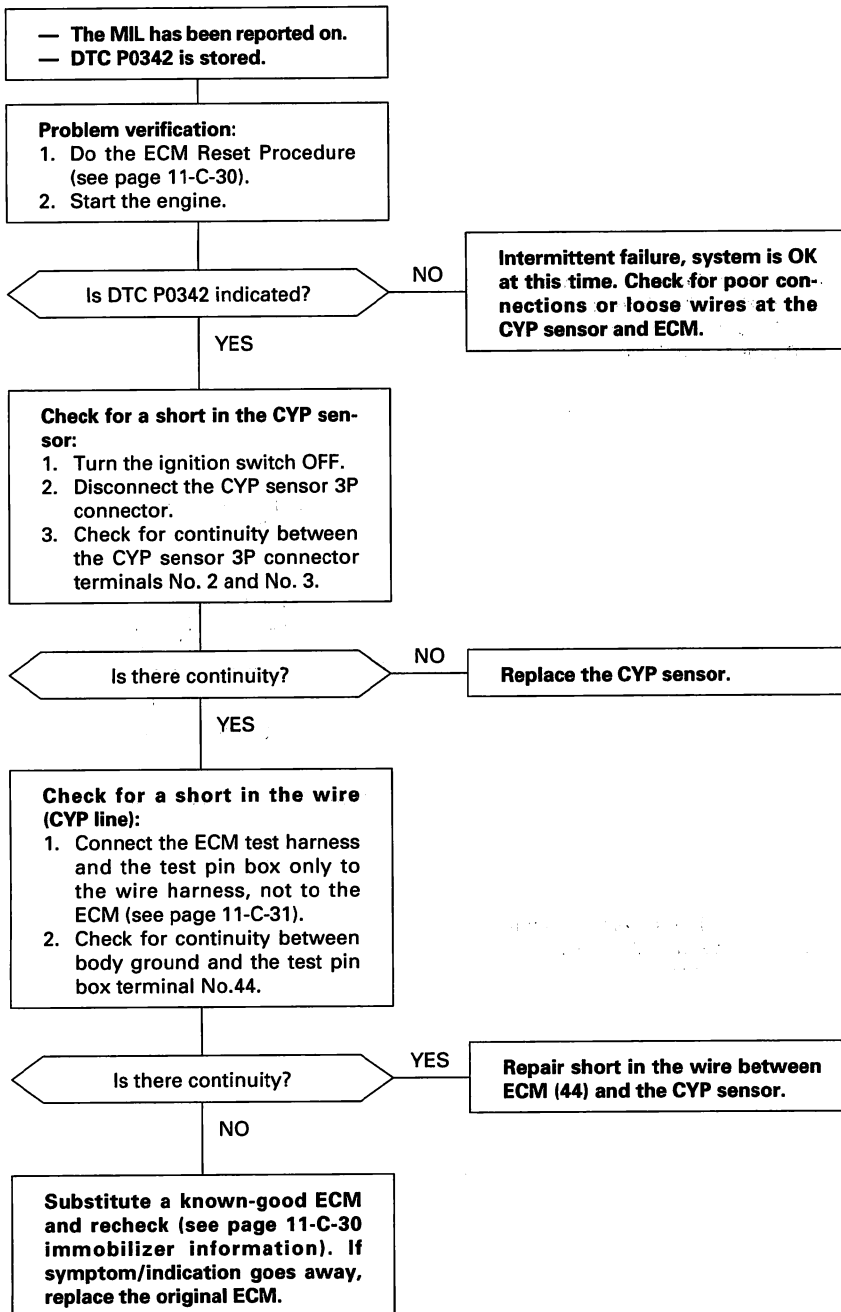 — The MIL has been reported on.
— DTC P0342 is stored.
Problem verification:
1. Do the ECM Reset Procedure
(see page 11-C-30).
2. Start the engine.
Is DTC P0342 indicated?
NO
Intermittent failure, system is OK
at this time. Check for poor con-
nections or loose wires at the
CYP sensor and ECM.
YES
Check for a short in the CYP sen-
sor:
1. Turn the ignition switch OFF.
2. Disconnect the CYP sensor 3P
connector.
3. Check for continuity between
the CYP sensor 3P connector
terminals No. 2 and No. 3.
Is there continuity?
NO
Replace the CYP sensor.
YES
Check for a short in the wire
(CYP line):
1. Connect the ECM test harness
and the test pin box only to
the wire harness, not to the
ECM (see page 11-C-31).
2. Check for continuity between
body ground and the test pin
box terminal No.44.
Is there continuity?
YES
Repair short in the wire between
ECM (44) and the CYP sensor.
NO
Substitute a known-good ECM
and recheck (see page 11-C-30
immobilizer information). If
symptom/indication goes away,
replace the original ECM.